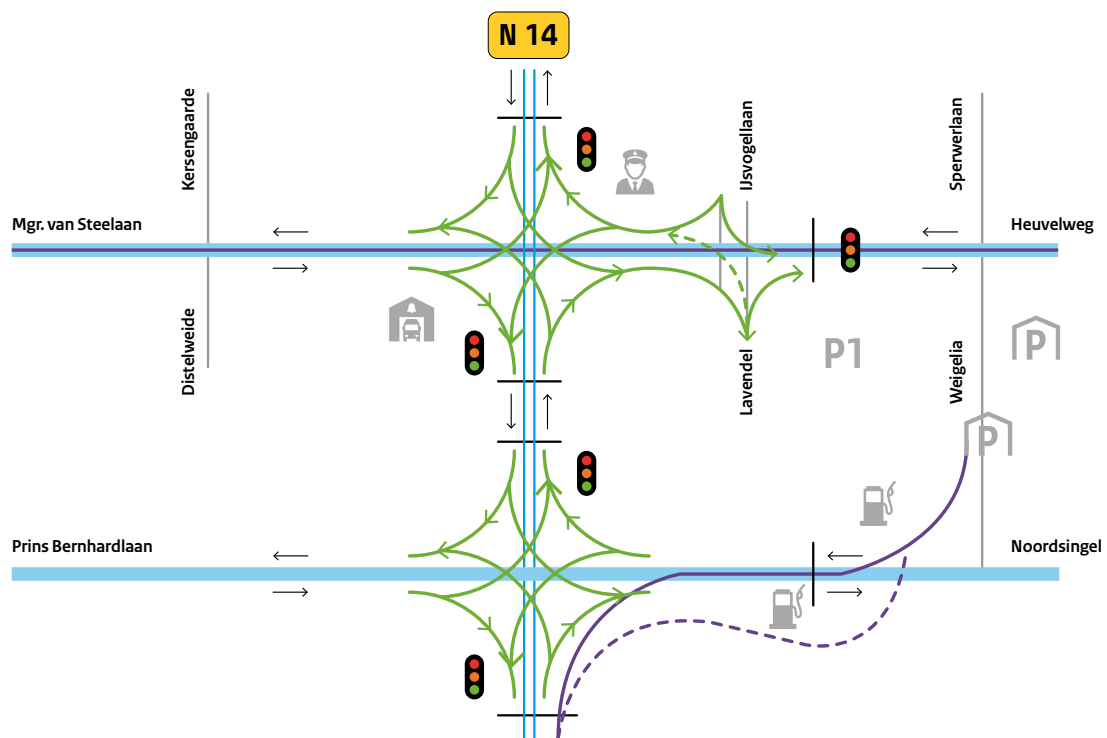 N 14
Kersengaarde
IJsvogellaan
Sperwerlaan
Mgr. van Steelaan
Heuvelweg
Distelweide
Lavendel
P1
Weigelia
P
P
Prins Bernhardlaan
Noordsingel